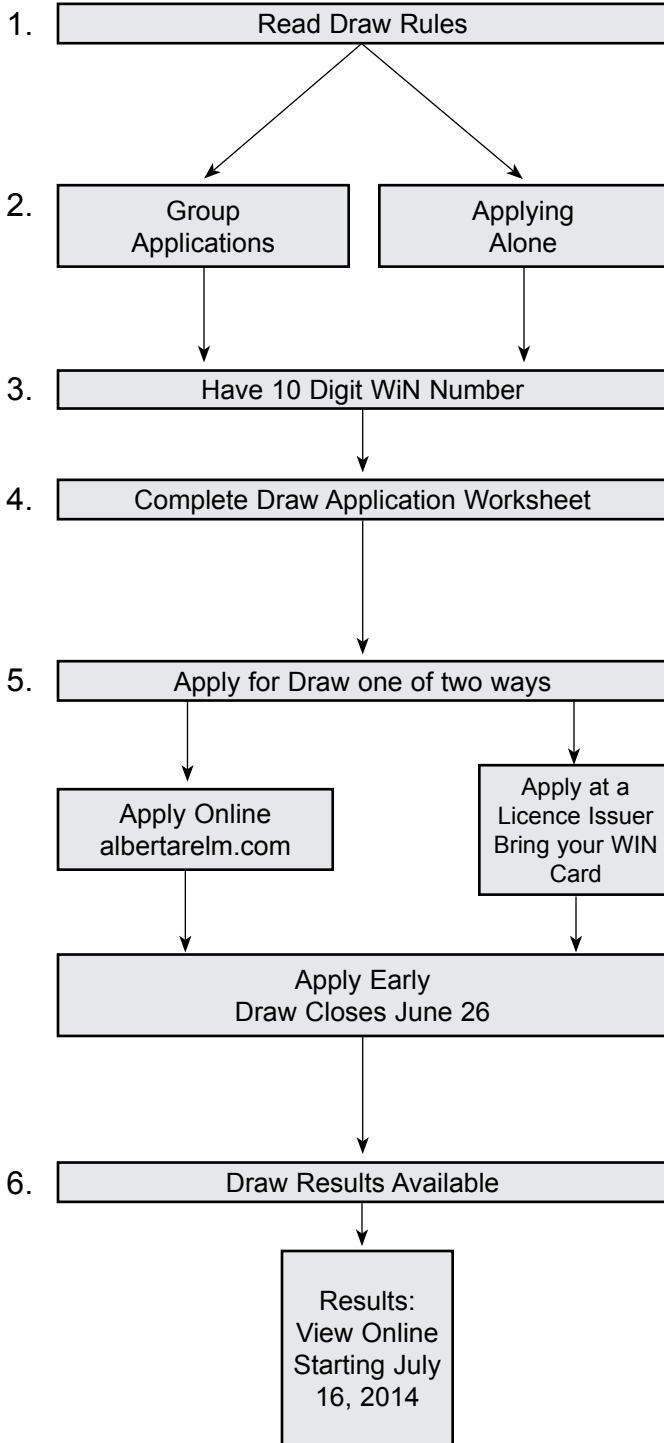 1. Read Draw Rules
2. Group
Applications
Applying
Alone
3. Have 10 Digit WiN Number
4. Complete Draw Application Worksheet
5. Apply for Draw one of two ways
Apply Online
albertarelm.com
Apply at a
Licence Issuer
Bring your WIN
Card
Apply Early
Draw Closes June 26
6. Draw Results Available
Results:
View Online
Starting July
16, 2014